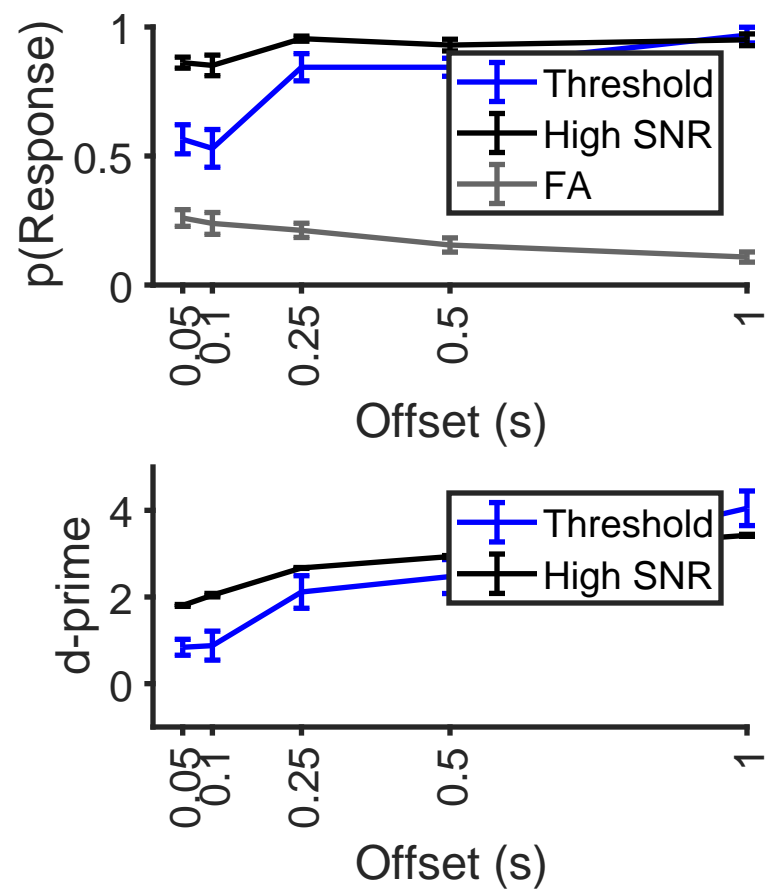 p(Response)
1
0.5
0
Threshold
High SNR
FA
0.05
0.1
0.25
0.5
1
Offset (s)
d-prime
4
2
0
Threshold
High SNR
0.05
0.1
0.25
0.5
1
Offset (s)